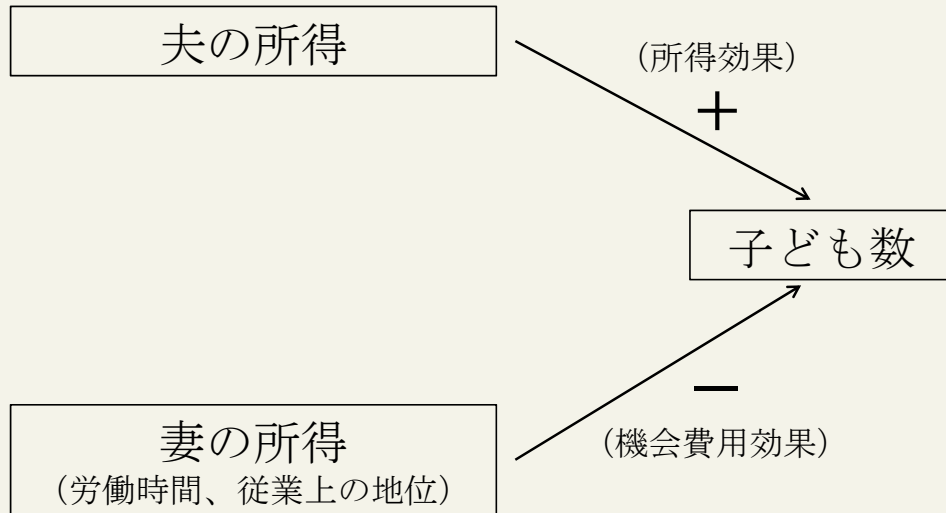 夫の所得
（所得効果）
＋
子ども数
－
妻の所得
（労働時間、従業上の地位）
（機会費用効果）